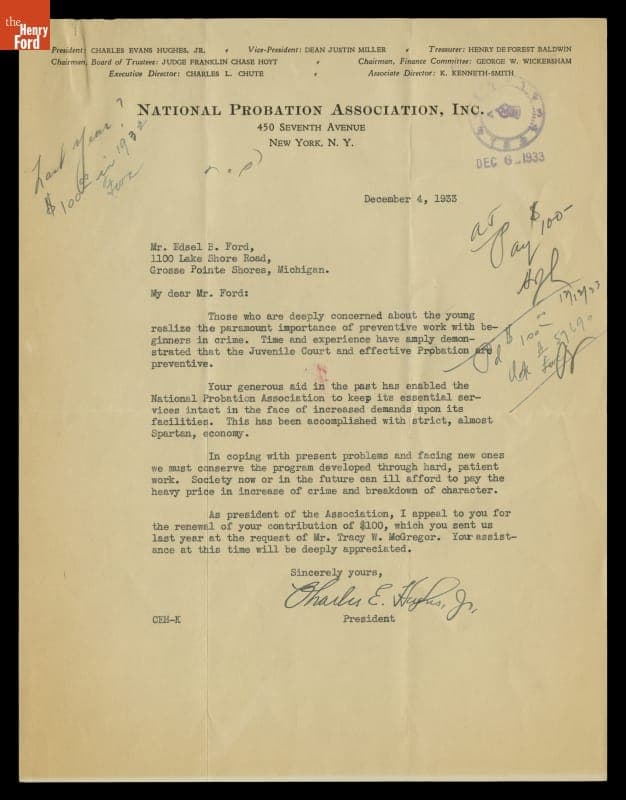 the
Henry
Ford
President: CHARLES EVANS HUGHES, JR. • Vice-President: DEAN JUSTIN MILLER • Treasurer: HENRY DEFOREST BALDWIN
Chairman, Board of Trustees: JUDGE FRANKLIN CHASE HOYT • Chairman, Finance Committee: GEORGE W. WICKERSHAM
Executive Director: CHARLES L. CHUTE • Associate Director: K. KENNETH-SMITH
NATIONAL PROBATION ASSOCIATION, INC.
450 SEVENTH AVENUE
NEW YORK, N. Y.
Last year?
$100 00 in 1932
DEC 6 - 1933
December 4, 1933
Pay $100-
Mr. Edsel B. Ford,
1100 Lake Shore Road,
Grosse Pointe Shores, Michigan.
My dear Mr. Ford:
12/12/33
Pd $100 00
Those who are deeply concerned about the young
realize the paramount importance of preventive work with be-
ginners in crime. Time and experience have amply demon-
strated that the Juvenile Court and effective Probation are
preventive.
Your generous aid in the past has enabled the
National Probation Association to keep its essential ser-
vices intact in the face of increased demands upon its
facilities. This has been accomplished with strict, almost
Spartan, economy.
In coping with present problems and facing new ones
we must conserve the program developed through hard, patient
work. Society now or in the future can ill afford to pay the
heavy price in increase of crime and breakdown of character.
As president of the Association, I appeal to you for
the renewal of your contribution of $100, which you sent us
last year at the request of Mr. Tracy W. McGregor. Your assist-
ance at this time will be deeply appreciated.
Sincerely yours,
Charles E. Hughes, Jr.
President
CEH-K